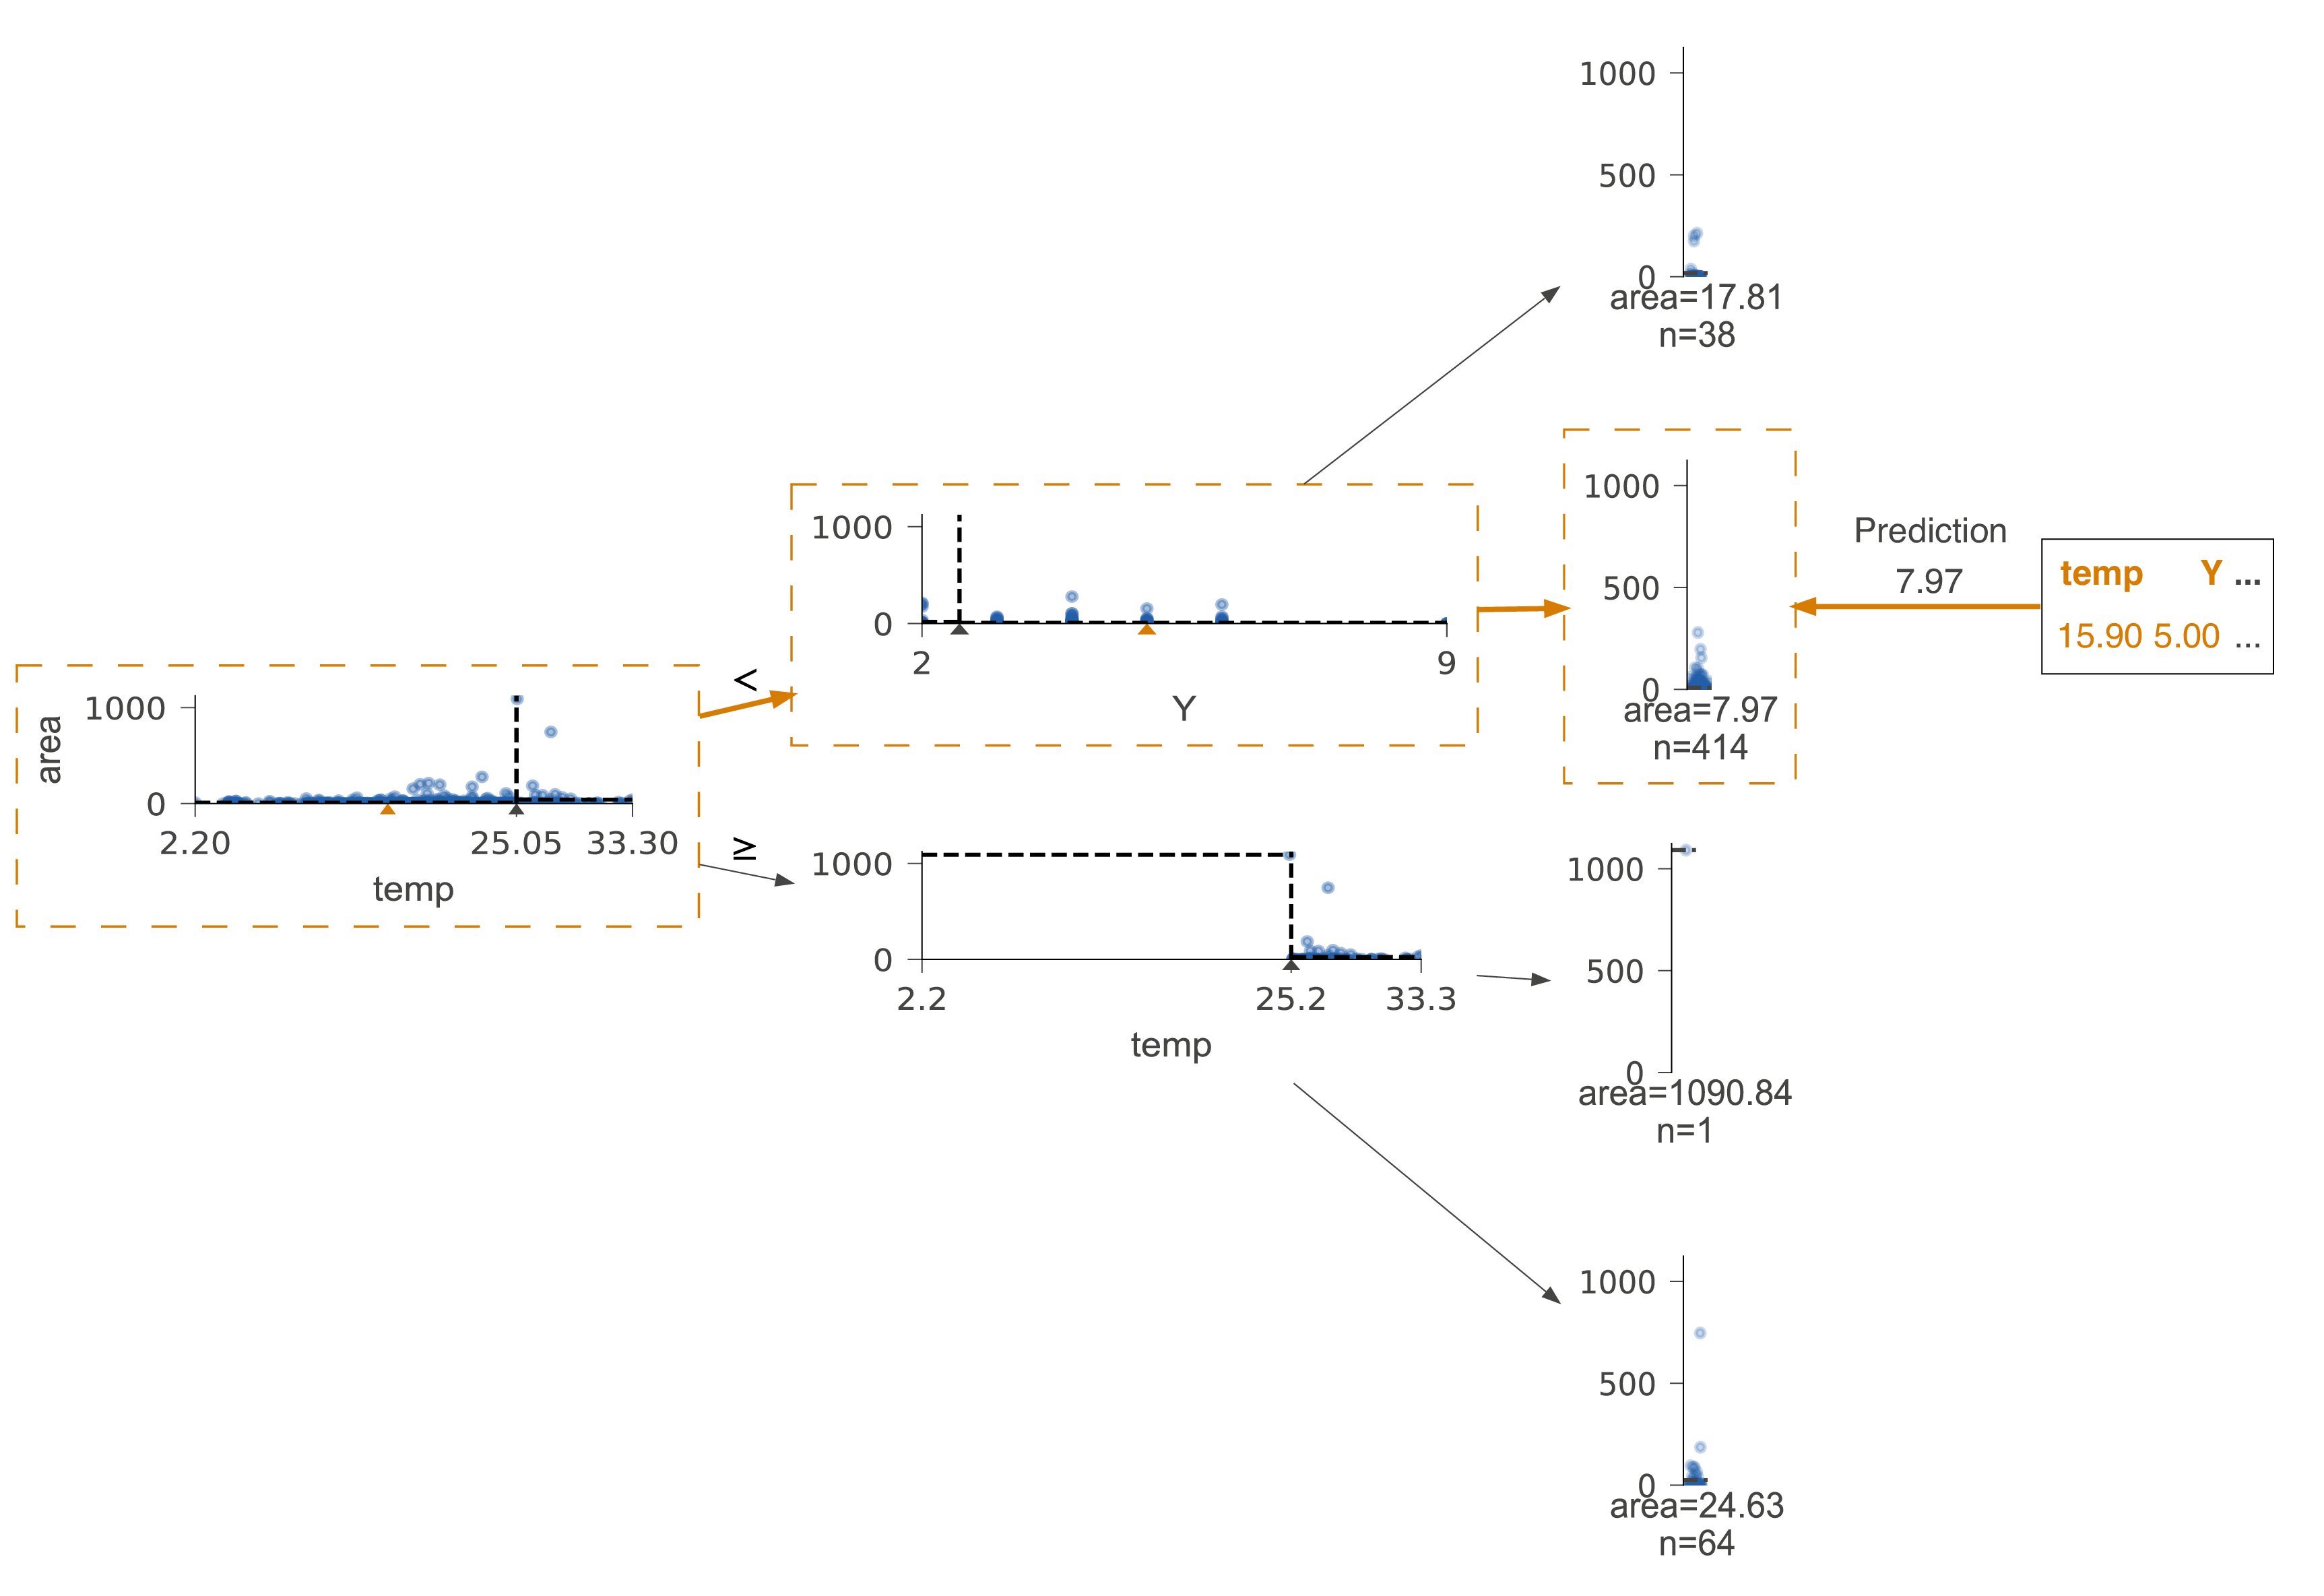 1000
500
0
area=17.81
n=38
1000
0
2 9
Y
1000
500
0
area=7.97
n=414
Prediction
7.97
temp Y ...
15.90 5.00 ...
area
1000
0
2.20 25.05 33.30
temp
<
≥
1000
0
2.2 25.2 33.3
temp
1000
500
0
area=1090.84
n=1
1000
500
0
area=24.63
n=64